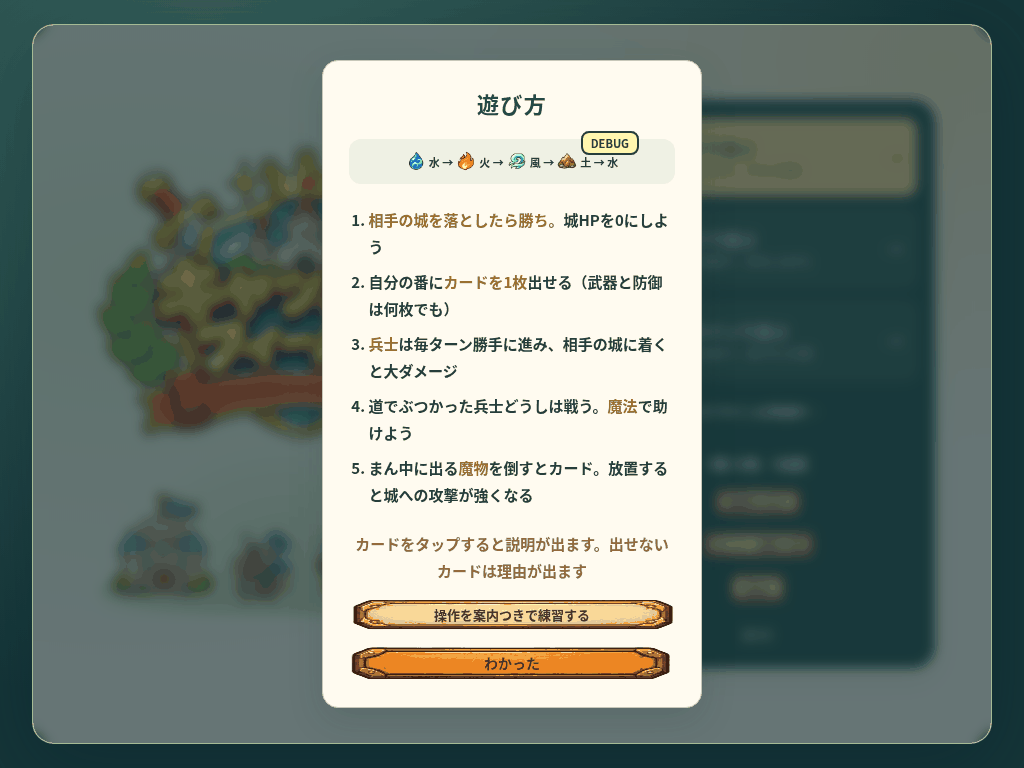 遊び方
DEBUG
水→ 火→ 風→ 土→水
1. 相手の城を落としたら勝ち。城HPを0にしよ
う
2. 自分の番にカードを1枚出せる（武器と防御
は何枚でも）
3. 兵士は毎ターン勝手に進み、相手の城に着く
と大ダメージ
4. 道でぶつかった兵士どうしは戦う。魔法で助
けよう
5. まん中に出る魔物を倒すとカード。放置する
と城への攻撃が強くなる
カードをタップすると説明が出ます。出せない
カードは理由が出ます
操作を案内つきで練習する
わかった